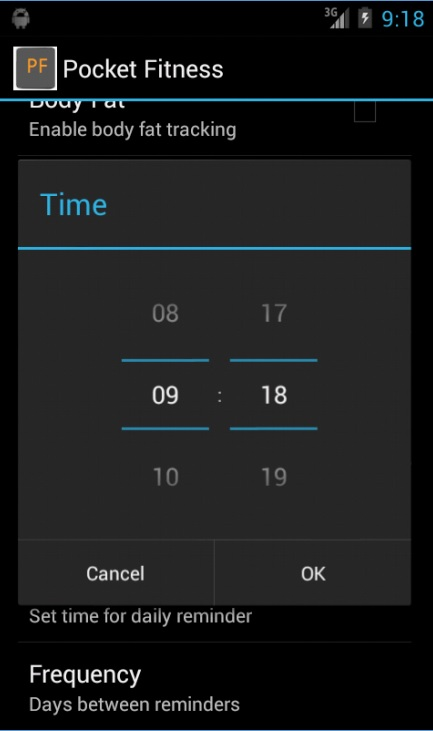 3G 9:18
PF Pocket Fitness
Body Fat
Enable body fat tracking
Time
08 17
09 : 18
10 19
Cancel OK
Set time for daily reminder
Frequency
Days between reminders